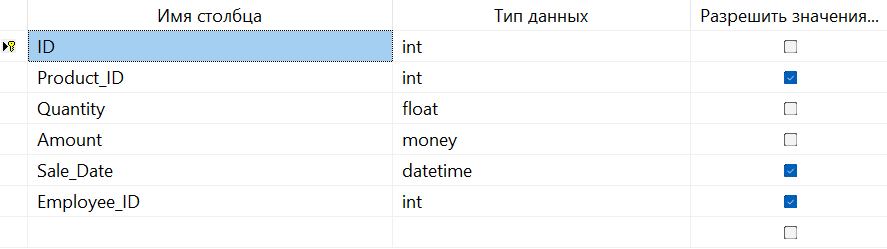 Имя столбца Тип данных Разрешить значения...
ID int
Product_ID int
Quantity float
Amount money
Sale_Date datetime
Employee_ID int